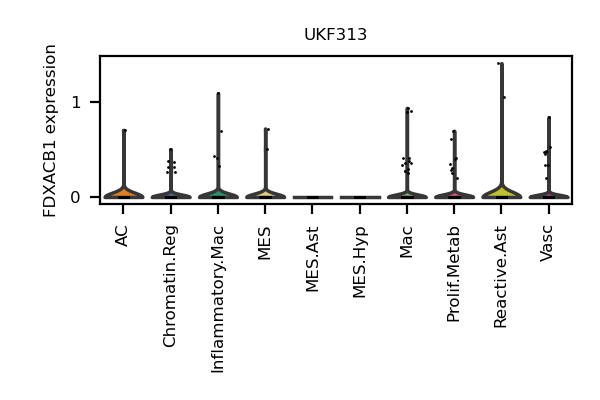 UKF313
FDXACB1 expression
1
0
AC
Chromatin.Reg
Inflammatory.Mac
MES
MES.Ast
MES.Hyp
Mac
Prolif.Metab
Reactive.Ast
Vasc